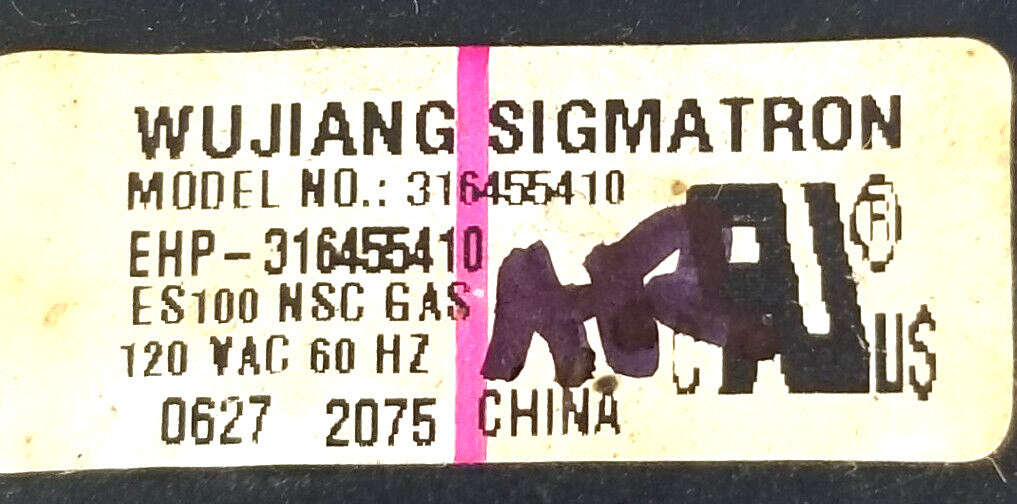 WUJIANG SIGMATRON
MODEL NO.: 316455410
EHP-316455410
ES100 NSC GAS
120 VAC 60 HZ
0627 2075 CHINA
C US